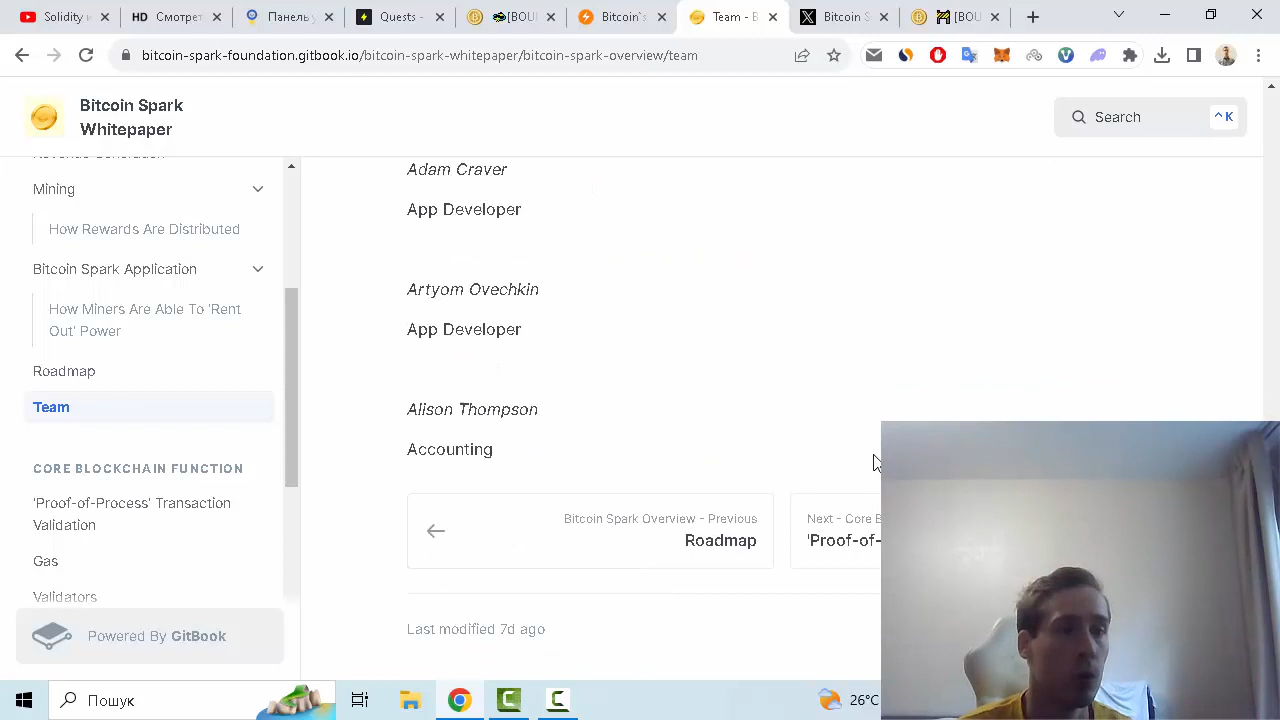 Solidity и
HD Смотрет
Панель у
Quests -
[BOU
Bitcoin's
Team - B
Bitcoin S
[BOU
bitcoin-spark-foundation.gitbook.io/bitcoin-spark-whitepaper/bitcoin-spark-overview/team
Bitcoin Spark
Whitepaper
Search
^ K
Revenue Generation
Mining
How Rewards Are Distributed
Bitcoin Spark Application
How Miners Are Able To 'Rent
Out' Power
Roadmap
Team
CORE BLOCKCHAIN FUNCTION
'Proof-of-Process' Transaction
Validation
Gas
Validators
Powered By GitBook
Adam Craver
App Developer
Artyom Ovechkin
App Developer
Alison Thompson
Accounting
Bitcoin Spark Overview - Previous
Roadmap
Next - Core B
'Proof-of-
Last modified 7d ago
Пошук
26°C